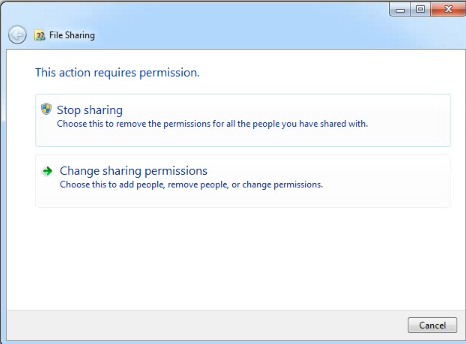 File Sharing
This action requires permission.
Stop sharing
Choose this to remove the permissions for all the people you have shared with.
Change sharing permissions
Choose this to add people, remove people, or change permissions.
Cancel